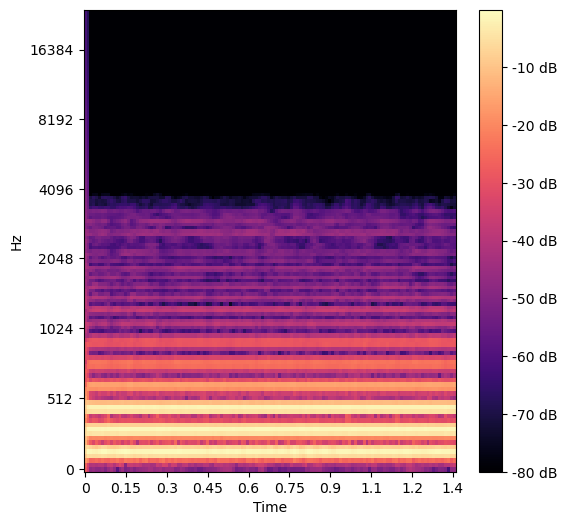 16384
8192
4096
2048
1024
512
0
Hz
0 0.15 0.3 0.45 0.6 0.75 0.9 1.1 1.2 1.4
Time
-10 dB
-20 dB
-30 dB
-40 dB
-50 dB
-60 dB
-70 dB
-80 dB